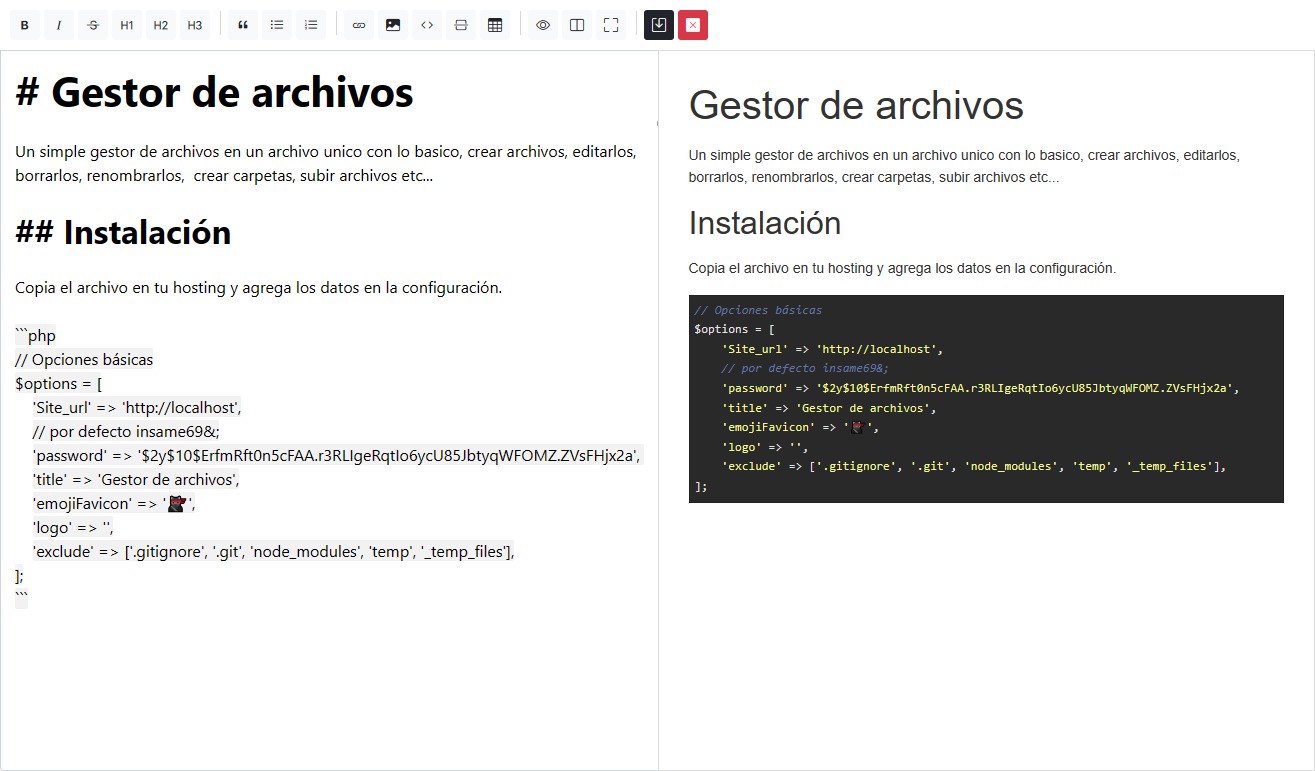 B I S H1 H2 H3
# Gestor de archivos
Un simple gestor de archivos en un archivo unico con lo basico, crear archivos, editarlos,
borrarlos, renombrarlos,  crear carpetas, subir archivos etc...
## Instalación
Copia el archivo en tu hosting y agrega los datos en la configuración.
```php
// Opciones básicas
$options = [
    'Site_url' => 'http://localhost',
    // por defecto insame69&;
    'password' => '$2y$10$ErfmRft0n5cFAA.r3RLIgeRqtIo6ycU85JbtyqWFOMZ.ZVsFHjx2a',
    'title' => 'Gestor de archivos',
    'emojiFavicon' => '',
    'logo' => '',
    'exclude' => ['.gitignore', '.git', 'node_modules', 'temp', '_temp_files'],
];
```
Gestor de archivos
Un simple gestor de archivos en un archivo unico con lo basico, crear archivos, editarlos,
borrarlos, renombrarlos, crear carpetas, subir archivos etc...
Instalación
Copia el archivo en tu hosting y agrega los datos en la configuración.
// Opciones básicas
$options = [
    'Site_url' => 'http://localhost',
    // por defecto insame69&;
    'password' => '$2y$10$ErfmRft0n5cFAA.r3RLIgeRqtIo6ycU85JbtyqWFOMZ.ZVsFHjx2a',
    'title' => 'Gestor de archivos',
    'emojiFavicon' => '',
    'logo' => '',
    'exclude' => ['.gitignore', '.git', 'node_modules', 'temp', '_temp_files'],
];